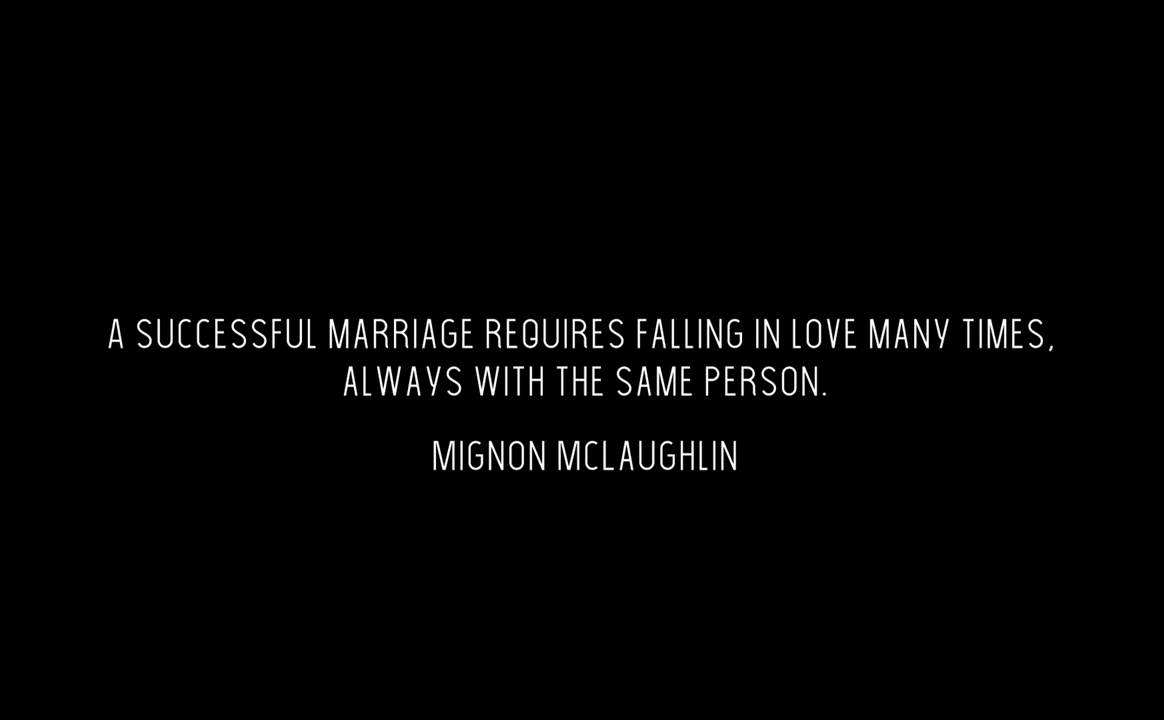 A SUCCESSFUL MARRIAGE REQUIRES FALLING IN LOVE MANY TIMES,
ALWAYS WITH THE SAME PERSON.
MIGNON MCLAUGHLIN